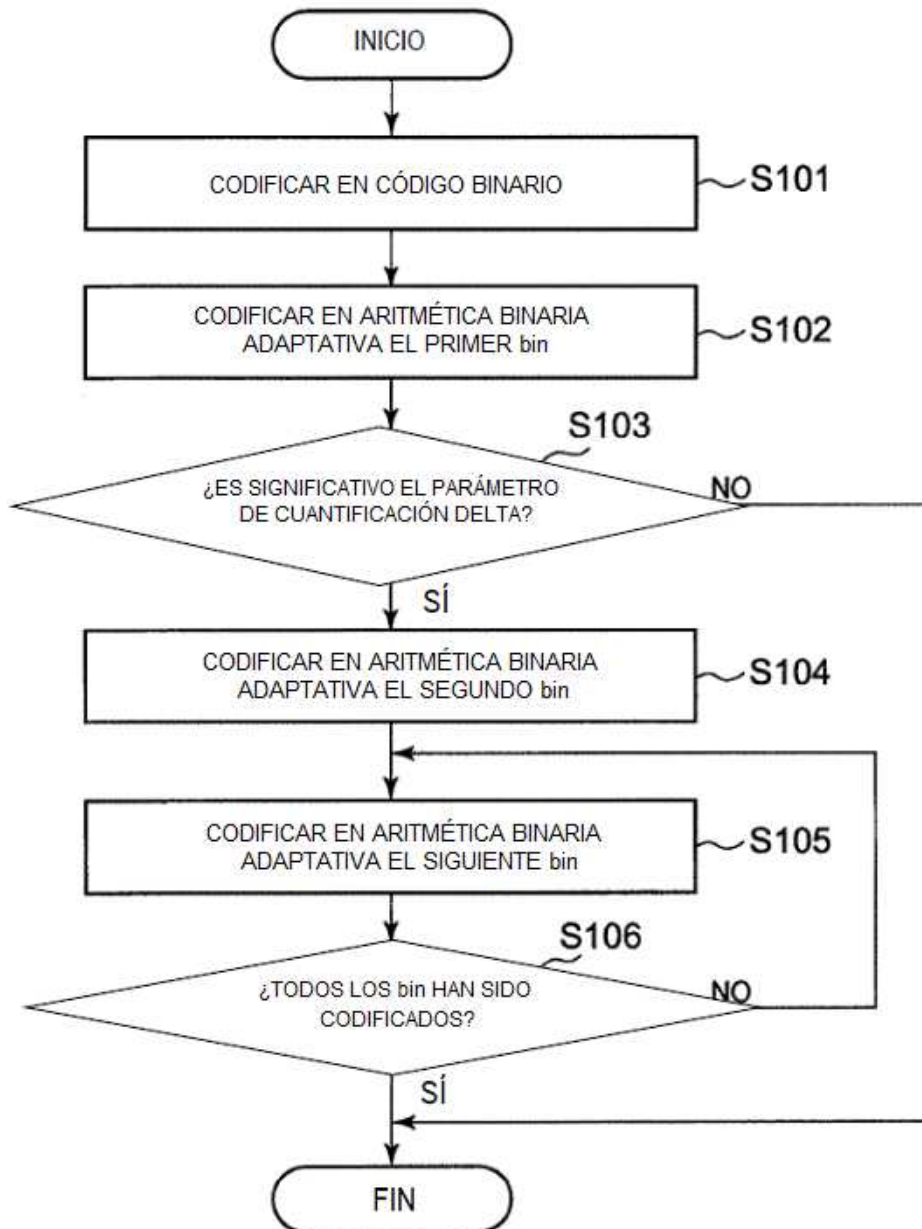 INICIO
CODIFICAR EN CÓDIGO BINARIO
S101
CODIFICAR EN ARITMÉTICA BINARIA
ADAPTATIVA EL PRIMER bin
S102
S103
¿ES SIGNIFICATIVO EL PARÁMETRO
DE CUANTIFICACIÓN DELTA?
NO
SÍ
CODIFICAR EN ARITMÉTICA BINARIA
ADAPTATIVA EL SEGUNDO bin
S104
CODIFICAR EN ARITMÉTICA BINARIA
ADAPTATIVA EL SIGUIENTE bin
S105
S106
¿TODOS LOS bin HAN SIDO
CODIFICADOS?
NO
SÍ
FIN